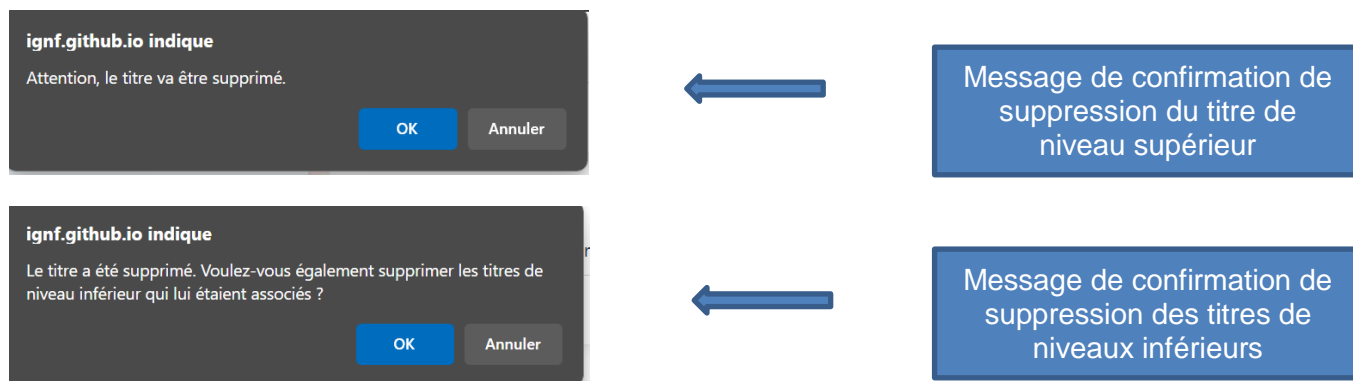 ignf.github.io indique
Attention, le titre va être supprimé.
OK
Annuler
Message de confirmation de
suppression du titre de
niveau supérieur
ignf.github.io indique
Le titre a été supprimé. Voulez-vous également supprimer les titres de
niveau inférieur qui lui étaient associés ?
OK
Annuler
Message de confirmation de
suppression des titres de
niveaux inférieurs